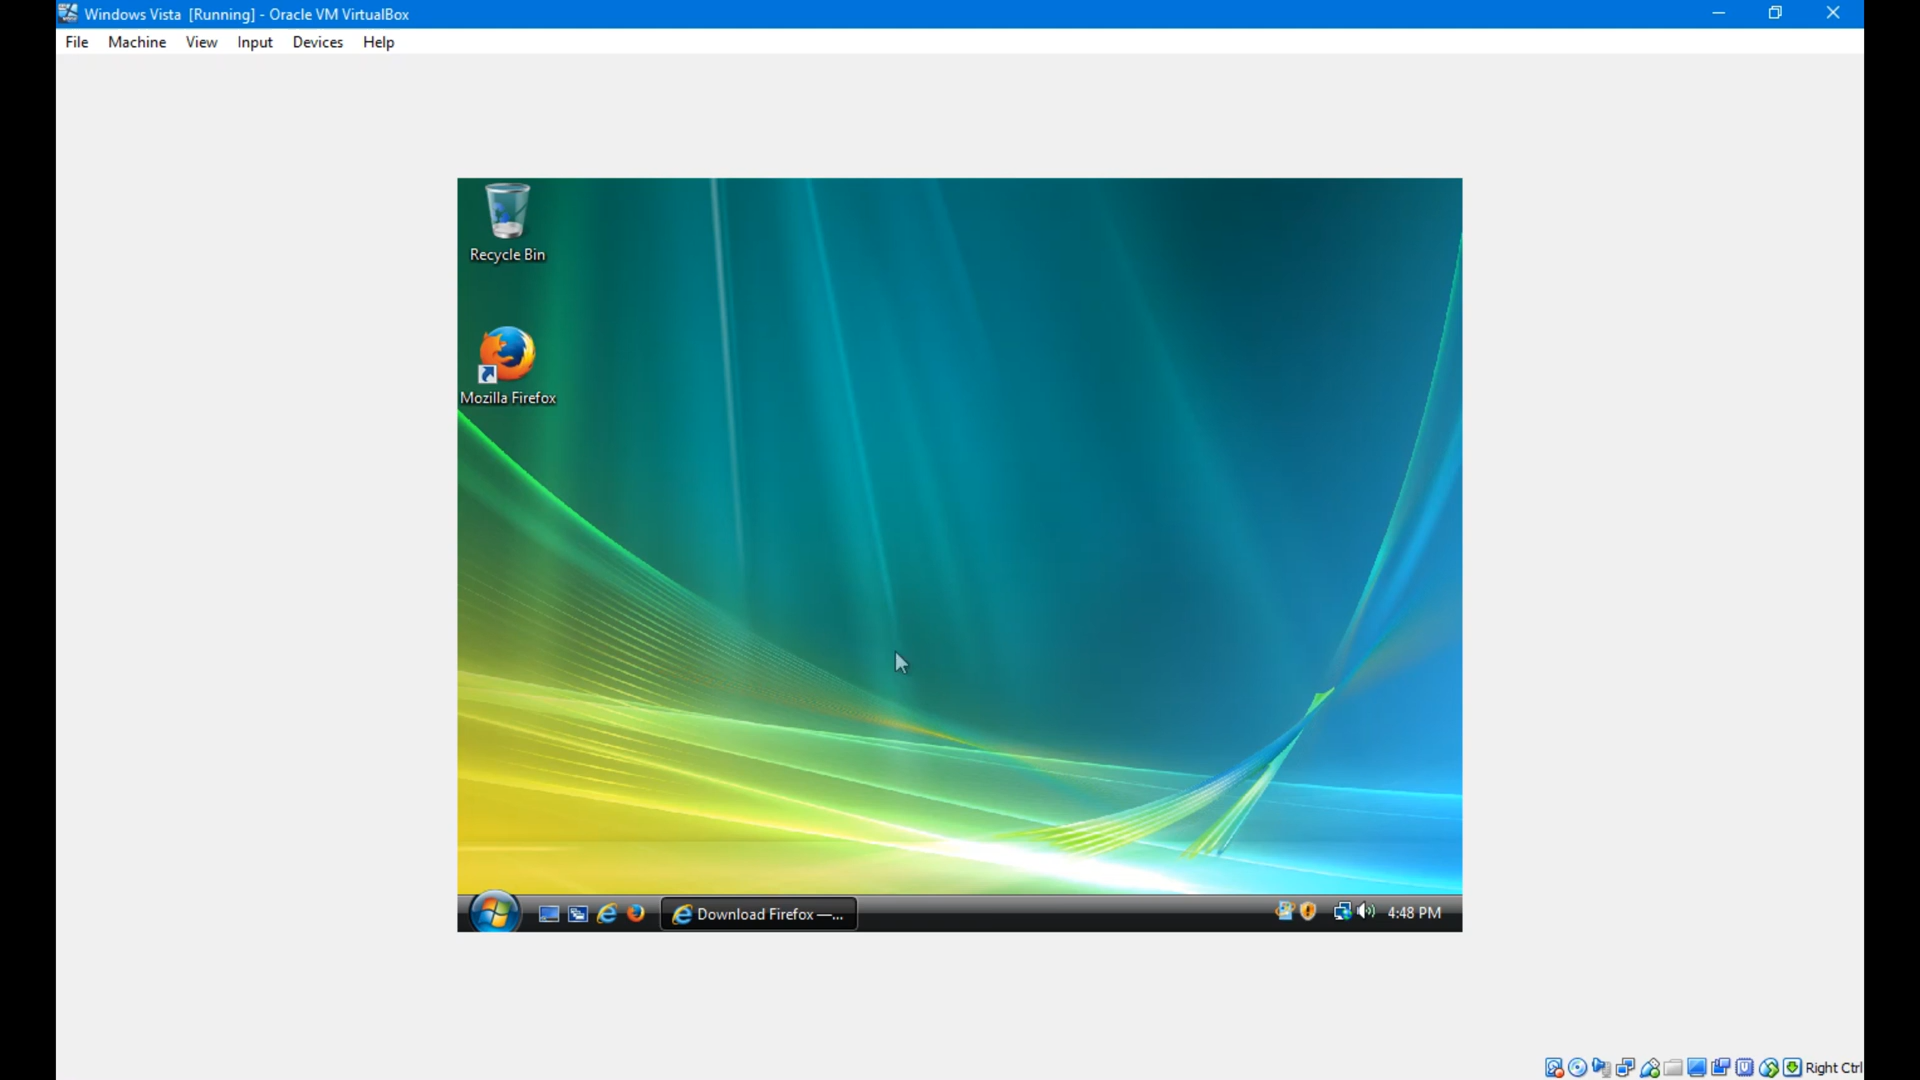 Windows Vista [Running] - Oracle VM VirtualBox
File Machine View Input Devices Help
Recycle Bin
Mozilla Firefox
Download Firefox —...
4:48 PM
Right Ctrl